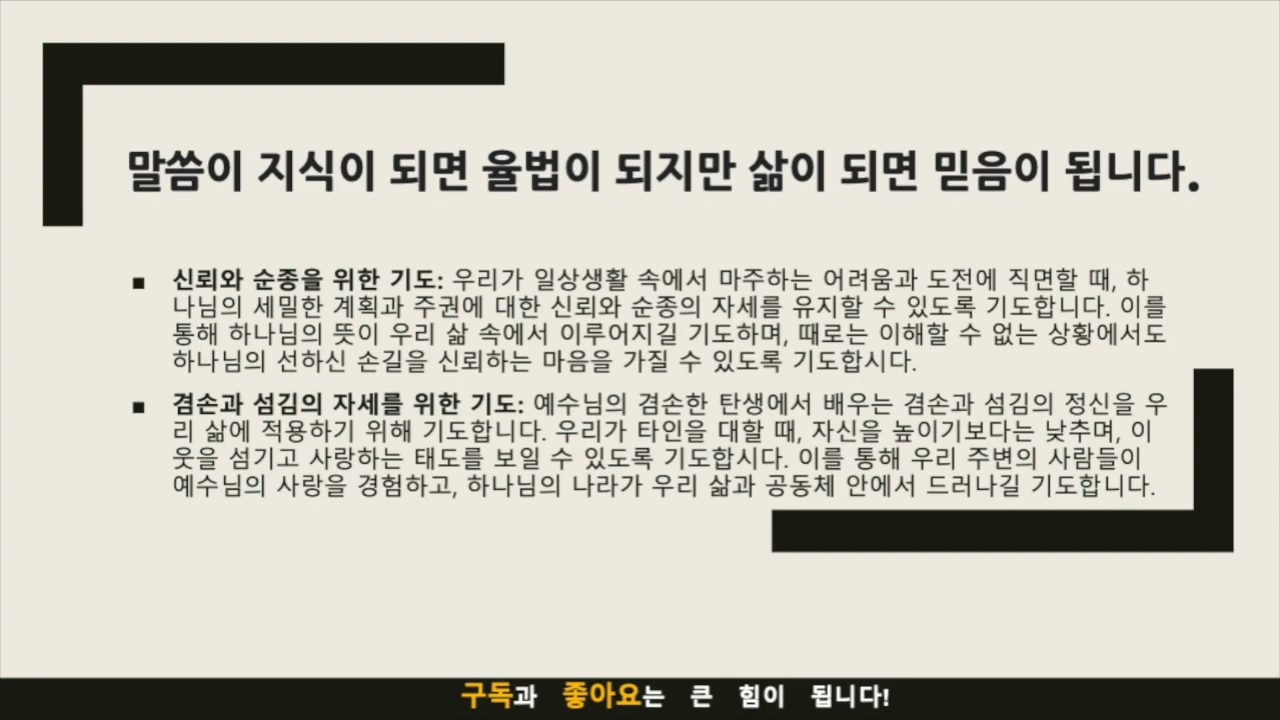 말씀이 지식이 되면 율법이 되지만 삶이 되면 믿음이 됩니다.
■ 신뢰와 순종을 위한 기도: 우리가 일상생활 속에서 마주하는 어려움과 도전에 직면할 때, 하
나님의 세밀한 계획과 주권에 대한 신뢰와 순종의 자세를 유지할 수 있도록 기도합니다. 이를
통해 하나님의 뜻이 우리 삶 속에서 이루어지길 기도하며, 때로는 이해할 수 없는 상황에서도
하나님의 선하신 손길을 신뢰하는 마음을 가질 수 있도록 기도합시다.
■ 겸손과 섬김의 자세를 위한 기도: 예수님의 겸손한 탄생에서 배우는 겸손과 섬김의 정신을 우
리 삶에 적용하기 위해 기도합니다. 우리가 타인을 대할 때, 자신을 높이기보다는 낮추며, 이
웃을 섬기고 사랑하는 태도를 보일 수 있도록 기도합시다. 이를 통해 우리 주변의 사람들이
예수님의 사랑을 경험하고, 하나님의 나라가 우리 삶과 공동체 안에서 드러나길 기도합니다.
구독과 좋아요는 큰 힘이 됩니다!